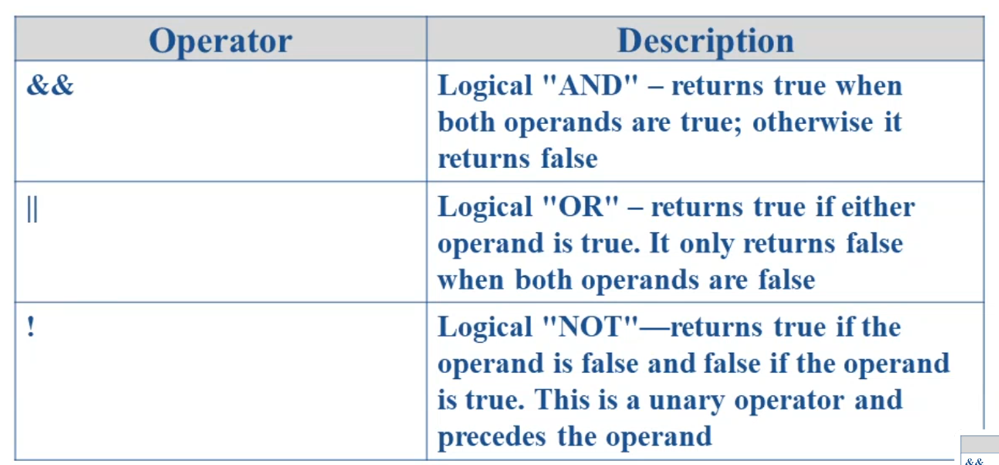 Operator
Description
&&
Logical "AND" – returns true when
both operands are true; otherwise it
returns false
||
Logical "OR" – returns true if either
operand is true. It only returns false
when both operands are false
!
Logical "NOT"—returns true if the
operand is false and false if the operand
is true. This is a unary operator and
precedes the operand
&&